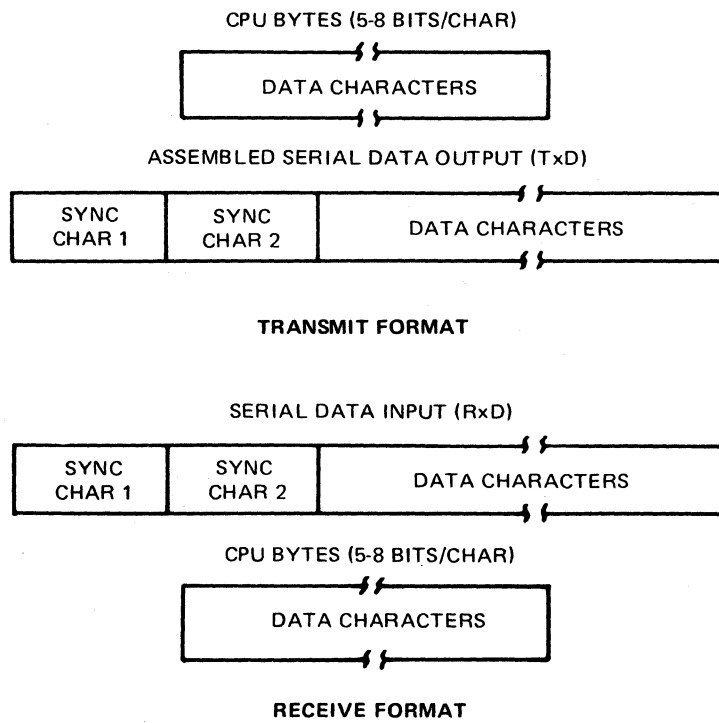 CPU BYTES (5-8 BITS/CHAR)
DATA CHARACTERS
ASSEMBLED SERIAL DATA OUTPUT (TxD)
SYNC CHAR 1
SYNC CHAR 2
DATA CHARACTERS
TRANSMIT FORMAT
SERIAL DATA INPUT (RxD)
SYNC CHAR 1
SYNC CHAR 2
DATA CHARACTERS
CPU BYTES (5-8 BITS/CHAR)
DATA CHARACTERS
RECEIVE FORMAT